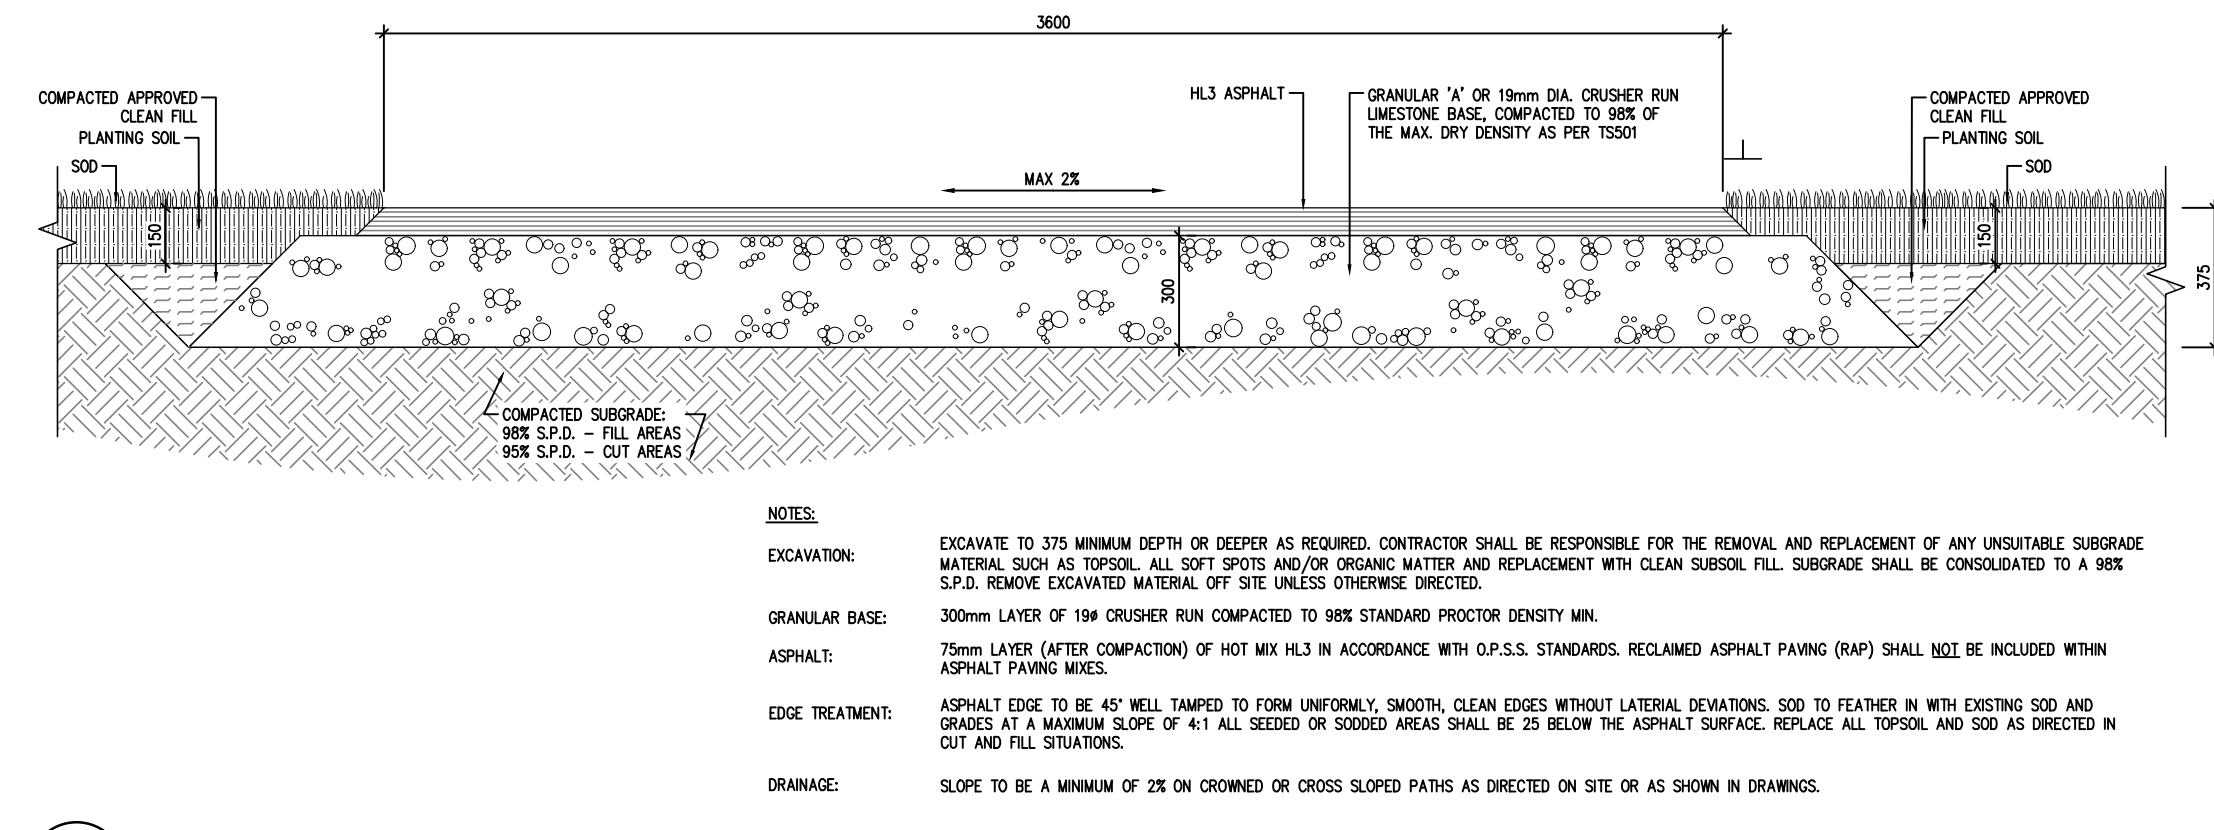 3600
COMPACTED APPROVED
CLEAN FILL
PLANTING SOIL
SOD
HL3 ASPHALT
GRANULAR 'A' OR 19mm DIA. CRUSHER RUN
LIMESTONE BASE, COMPACTED TO 98% OF
THE MAX. DRY DENSITY AS PER TS501
COMPACTED APPROVED
CLEAN FILL
PLANTING SOIL
SOD
MAX 2%
150
150
300
375
COMPACTED SUBGRADE:
98% S.P.D. - FILL AREAS
95% S.P.D. - CUT AREAS
NOTES:
EXCAVATION:
EXCAVATE TO 375 MINIMUM DEPTH OR DEEPER AS REQUIRED. CONTRACTOR SHALL BE RESPONSIBLE FOR THE REMOVAL AND REPLACEMENT OF ANY UNSUITABLE SUBGRADE
MATERIAL SUCH AS TOPSOIL. ALL SOFT SPOTS AND/OR ORGANIC MATTER AND REPLACEMENT WITH CLEAN SUBSOIL FILL. SUBGRADE SHALL BE CONSOLIDATED TO A 98%
S.P.D. REMOVE EXCAVATED MATERIAL OFF SITE UNLESS OTHERWISE DIRECTED.
GRANULAR BASE:
300mm LAYER OF 19ø CRUSHER RUN COMPACTED TO 98% STANDARD PROCTOR DENSITY MIN.
ASPHALT:
75mm LAYER (AFTER COMPACTION) OF HOT MIX HL3 IN ACCORDANCE WITH O.P.S.S. STANDARDS. RECLAIMED ASPHALT PAVING (RAP) SHALL NOT BE INCLUDED WITHIN
ASPHALT PAVING MIXES.
EDGE TREATMENT:
ASPHALT EDGE TO BE 45° WELL TAMPED TO FORM UNIFORMLY, SMOOTH, CLEAN EDGES WITHOUT LATERIAL DEVIATIONS. SOD TO FEATHER IN WITH EXISTING SOD AND
GRADES AT A MAXIMUM SLOPE OF 4:1 ALL SEEDED OR SODDED AREAS SHALL BE 25 BELOW THE ASPHALT SURFACE. REPLACE ALL TOPSOIL AND SOD AS DIRECTED IN
CUT AND FILL SITUATIONS.
DRAINAGE:
SLOPE TO BE A MINIMUM OF 2% ON CROWNED OR CROSS SLOPED PATHS AS DIRECTED ON SITE OR AS SHOWN IN DRAWINGS.